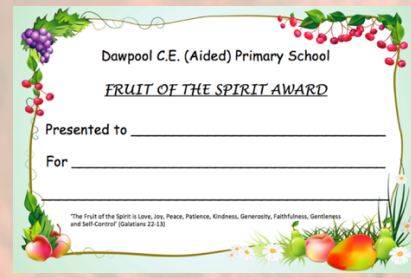 Dawpool C.E. (Aided) Primary School
FRUIT OF THE SPIRIT AWARD
Presented to
For
'The Fruit of the Spirit is Love, Joy, Peace, Patience, Kindness, Generosity, Faithfulness, Gentleness
and Self-Control' (Galatians 22-13)